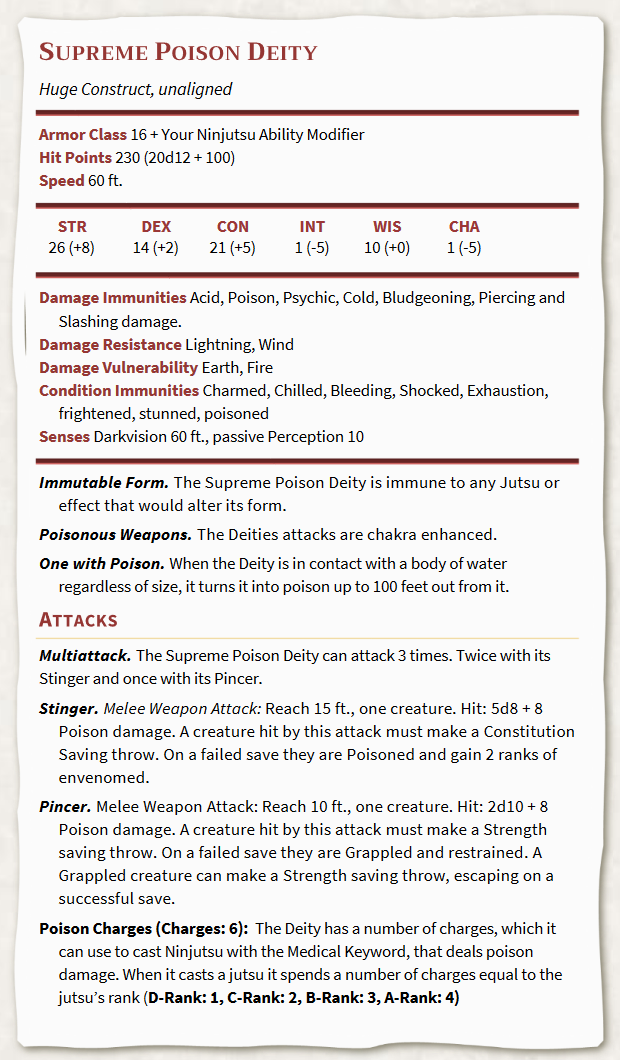 Supreme Poison Deity
Huge Construct, unaligned
Armor Class 16 + Your Ninjutsu Ability Modifier
Hit Points 230 (20d12 + 100)
Speed 60 ft.
STR DEX CON INT WIS CHA
26 (+8) 14 (+2) 21 (+5) 1 (-5) 10 (+0) 1 (-5)
Damage Immunities Acid, Poison, Psychic, Cold, Bludgeoning, Piercing and
Slashing damage.
Damage Resistance Lightning, Wind
Damage Vulnerability Earth, Fire
Condition Immunities Charmed, Chilled, Bleeding, Shocked, Exhaustion,
frightened, stunned, poisoned
Senses Darkvision 60 ft., passive Perception 10
Immutable Form. The Supreme Poison Deity is immune to any Jutsu or
effect that would alter its form.
Poisonous Weapons. The Deities attacks are chakra enhanced.
One with Poison. When the Deity is in contact with a body of water
regardless of size, it turns it into poison up to 100 feet out from it.
Attacks
Multiattack. The Supreme Poison Deity can attack 3 times. Twice with its
Stinger and once with its Pincer.
Stinger. Melee Weapon Attack: Reach 15 ft., one creature. Hit: 5d8 + 8
Poison damage. A creature hit by this attack must make a Constitution
Saving throw. On a failed save they are Poisoned and gain 2 ranks of
envenomed.
Pincer. Melee Weapon Attack: Reach 10 ft., one creature. Hit: 2d10 + 8
Poison damage. A creature hit by this attack must make a Strength
saving throw. On a failed save they are Grappled and restrained. A
Grappled creature can make a Strength saving throw, escaping on a
successful save.
Poison Charges (Charges: 6): The Deity has a number of charges, which it
can use to cast Ninjutsu with the Medical Keyword, that deals poison
damage. When it casts a jutsu it spends a number of charges equal to the
jutsu's rank (D-Rank: 1, C-Rank: 2, B-Rank: 3, A-Rank: 4)